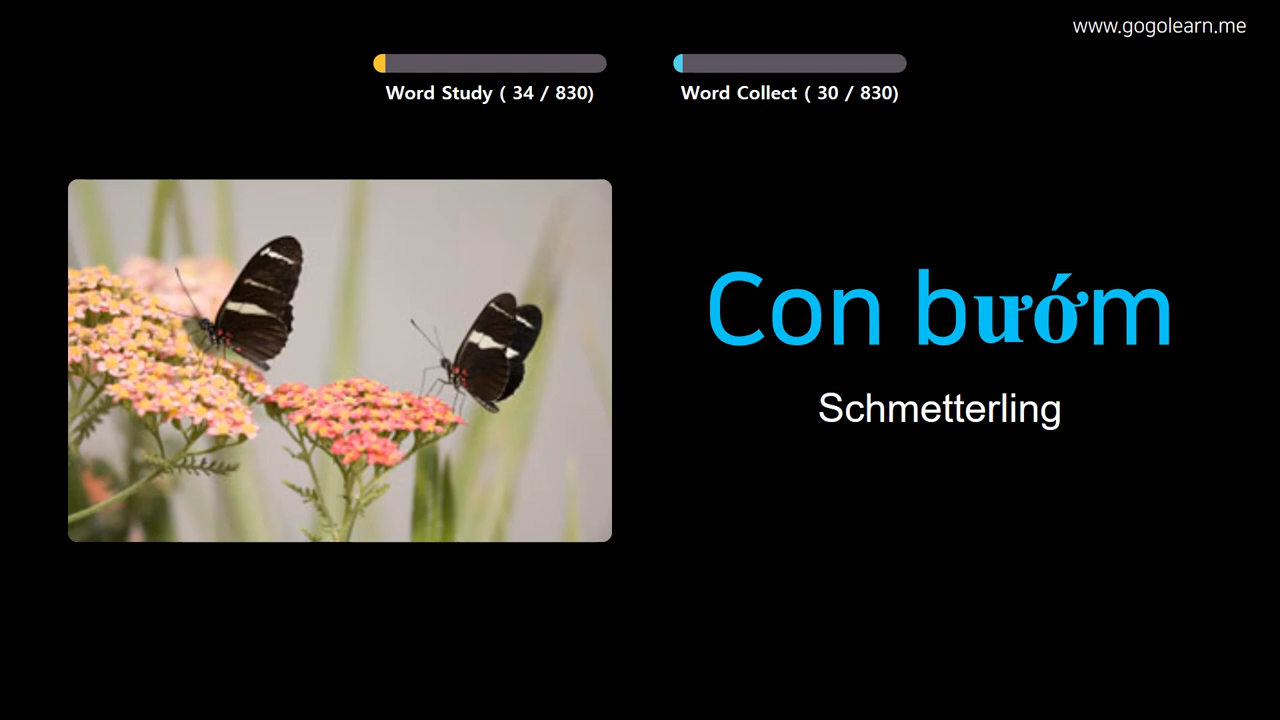 www.gogolearn.me
Word Study ( 34 / 830)
Word Collect ( 30 / 830)
Con bướm
Schmetterling